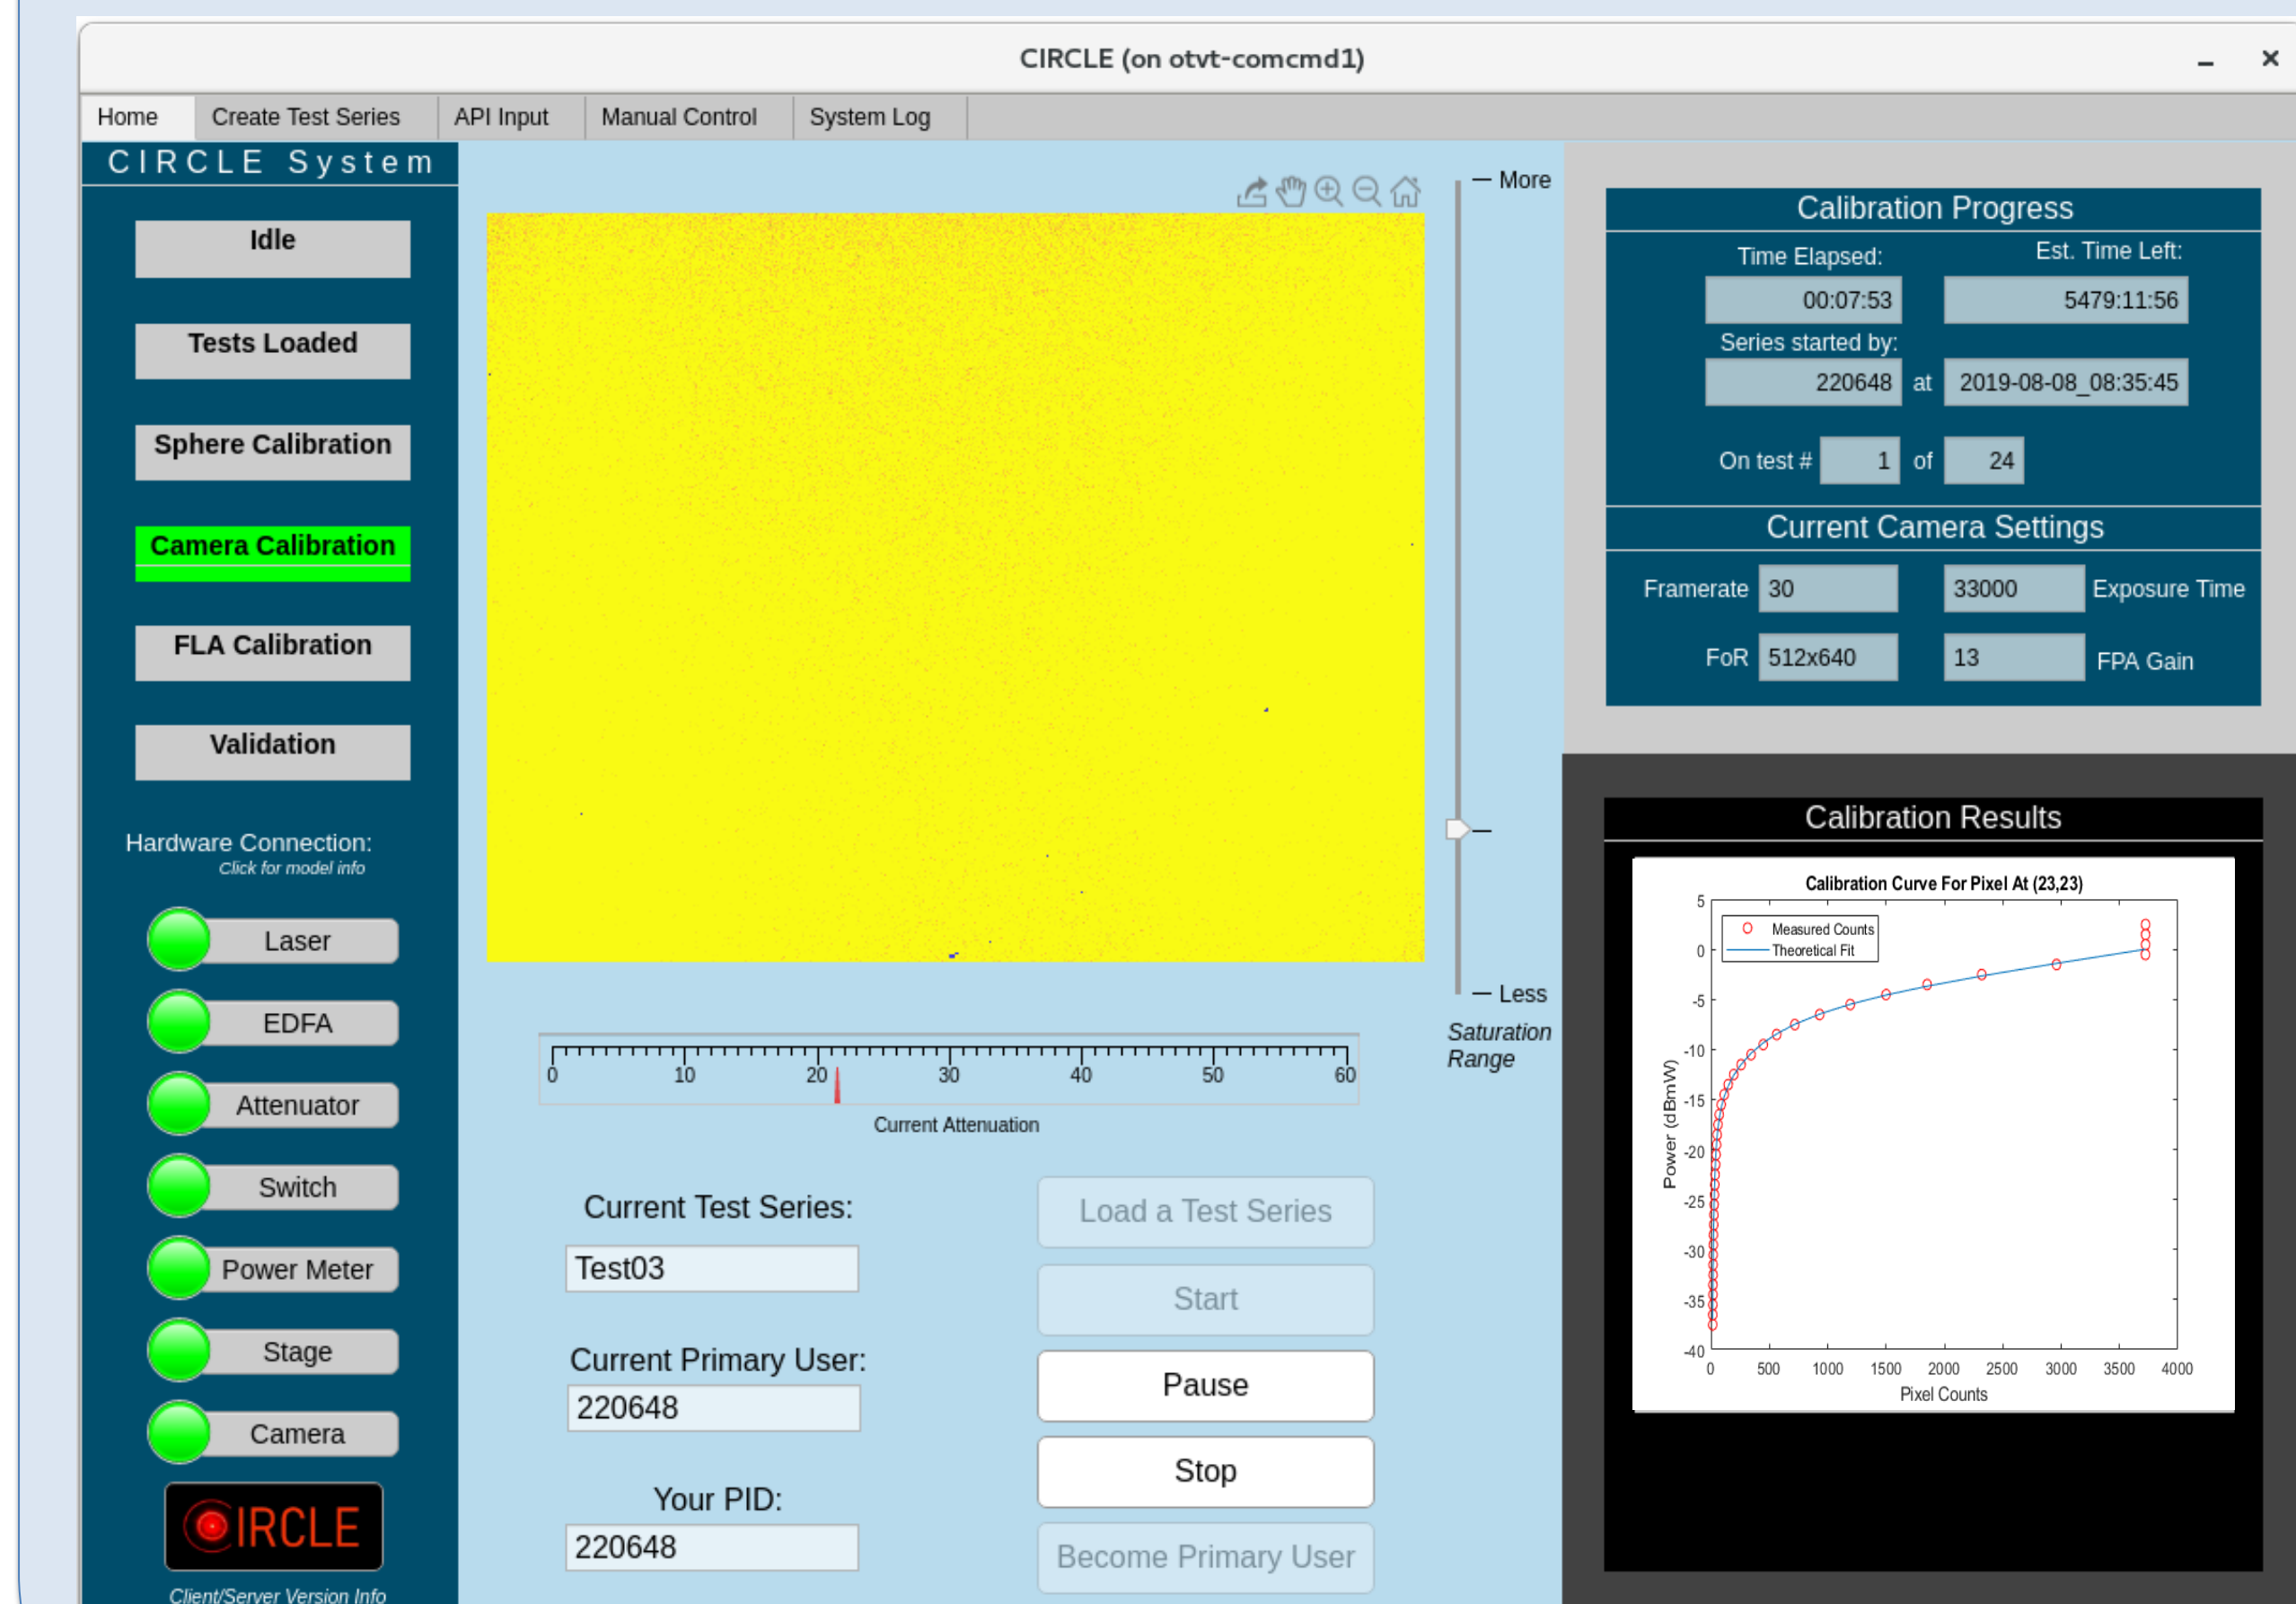 CIRCLE (on otvt-comcmd1)
Home Create Test Series API Input Manual Control System Log
CIRCLE System
Idle
Tests Loaded
Sphere Calibration
Camera Calibration
FLA Calibration
Validation
Hardware Connection:
Click for model info
Laser
EDFA
Attenuator
Switch
Power Meter
Stage
Camera
CIRCLE
Client/Server Version Info
More
Less
Saturation
Range
0 10 20 30 40 50 60
Current Attenuation
Current Test Series:
Test03
Current Primary User:
220648
Your PID:
220648
Load a Test Series
Start
Pause
Stop
Become Primary User
Calibration Progress
Time Elapsed: Est. Time Left:
00:07:53 5479:11:56
Series started by:
220648 at 2019-08-08_08:35:45
On test # 1 of 24
Current Camera Settings
Framerate 30 33000 Exposure Time
FoR 512x640 13 FPA Gain
Calibration Results
Calibration Curve For Pixel At (23,23)
Measured Counts
Theoretical Fit
Power (dBmW)
5
0
-5
-10
-15
-20
-25
-30
-35
-40
0 500 1000 1500 2000 2500 3000 3500 4000
Pixel Counts